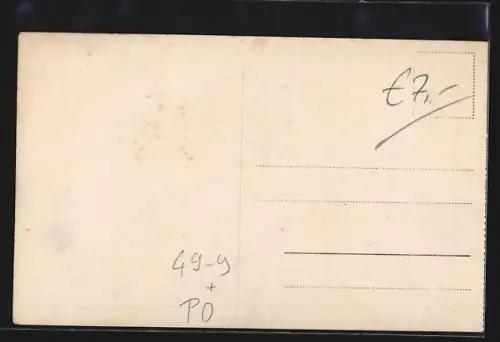 €7,-
49-9
+
PO